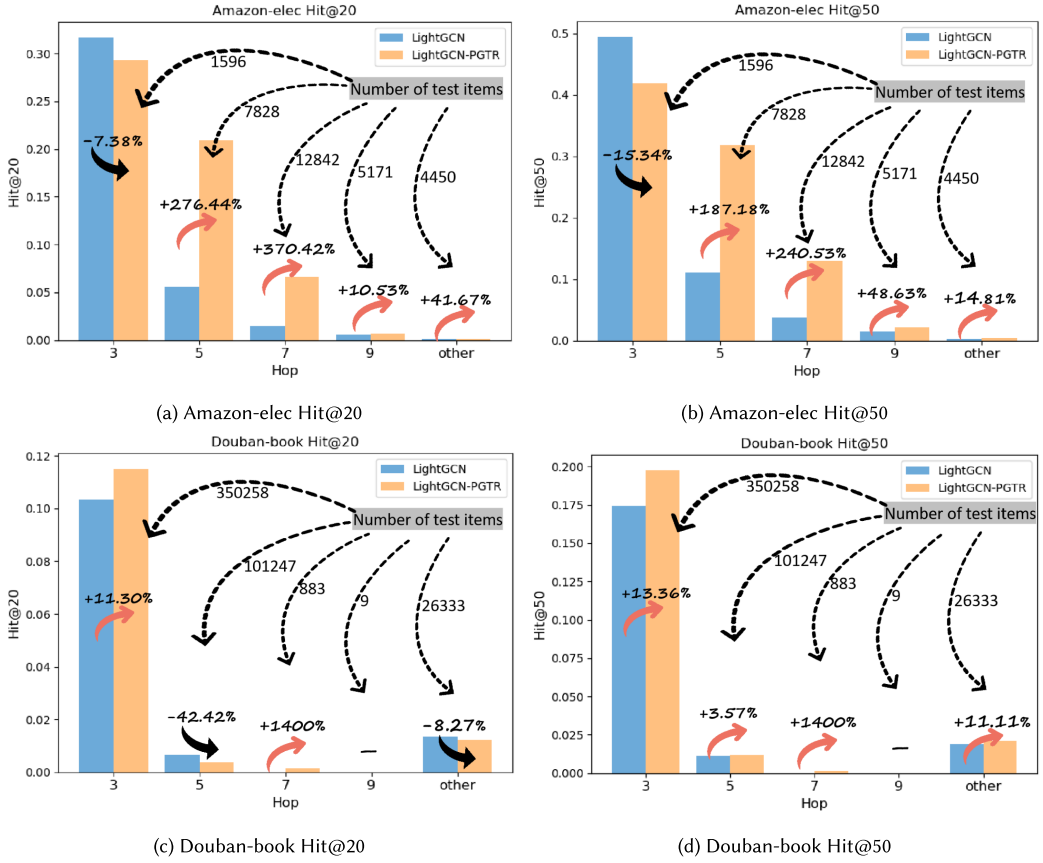 Amazon-elec Hit@20
Hit@20
0.30
0.25
0.20
0.15
0.10
0.05
0.00
LightGCN
LightGCN-PGTR
Number of test items
1596
7828
12842
5171
4450
-7.38%
+276.44%
+370.42%
+10.53%
+41.67%
3 5 7 9 other
Hop
(a) Amazon-elec Hit@20
Amazon-elec Hit@50
Hit@50
0.5
0.4
0.3
0.2
0.1
0.0
LightGCN
LightGCN-PGTR
Number of test items
1596
7828
12842
5171
4450
-15.34%
+187.18%
+240.53%
+48.63%
+14.81%
3 5 7 9 other
Hop
(b) Amazon-elec Hit@50
Douban-book Hit@20
Hit@20
0.12
0.10
0.08
0.06
0.04
0.02
0.00
LightGCN
LightGCN-PGTR
Number of test items
350258
101247
883
9
26333
+11.30%
-42.42%
+1400%
–
-8.27%
3 5 7 9 other
Hop
(c) Douban-book Hit@20
Douban-book Hit@50
Hit@50
0.200
0.175
0.150
0.125
0.100
0.075
0.050
0.025
0.000
LightGCN
LightGCN-PGTR
Number of test items
350258
101247
883
9
26333
+13.36%
+3.57%
+1400%
–
+11.11%
3 5 7 9 other
Hop
(d) Douban-book Hit@50